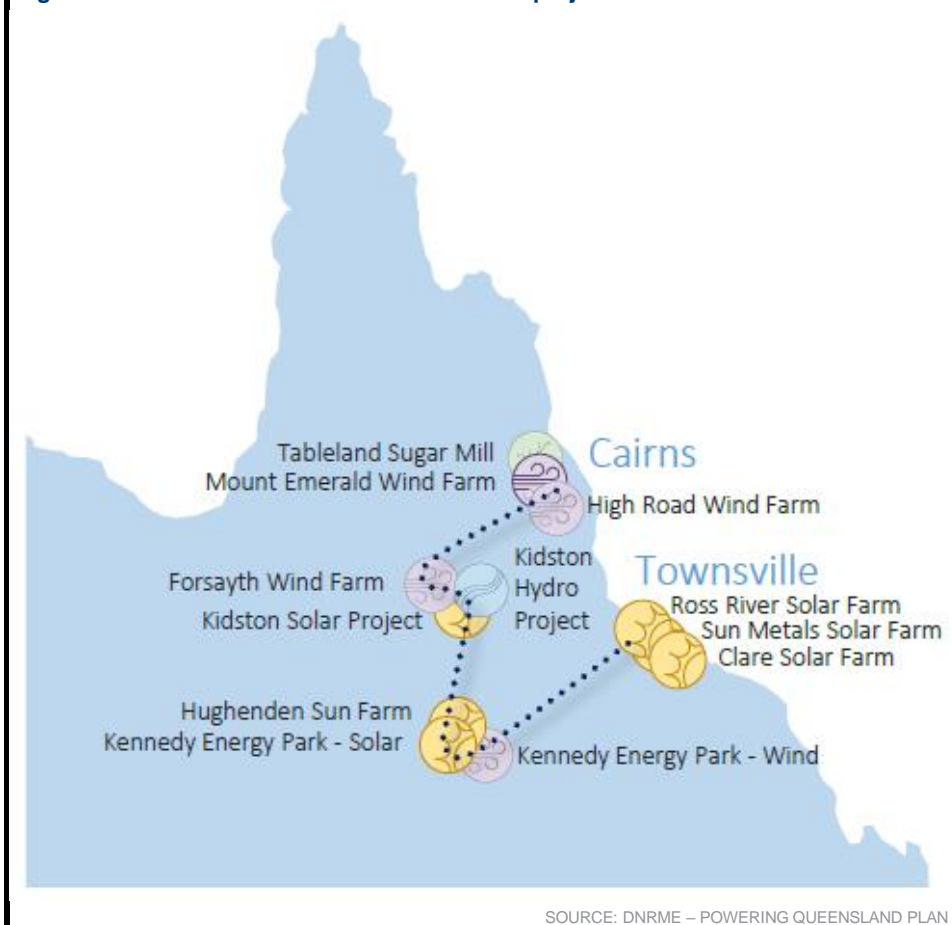 Tableland Sugar Mill
Mount Emerald Wind Farm
Cairns
High Road Wind Farm
Forsayth Wind Farm
Kidston Solar Project
Kidston
Hydro
Project
Townsville
Ross River Solar Farm
Sun Metals Solar Farm
Clare Solar Farm
Hughenden Sun Farm
Kennedy Energy Park - Solar
Kennedy Energy Park - Wind
SOURCE: DNRME – POWERING QUEENSLAND PLAN